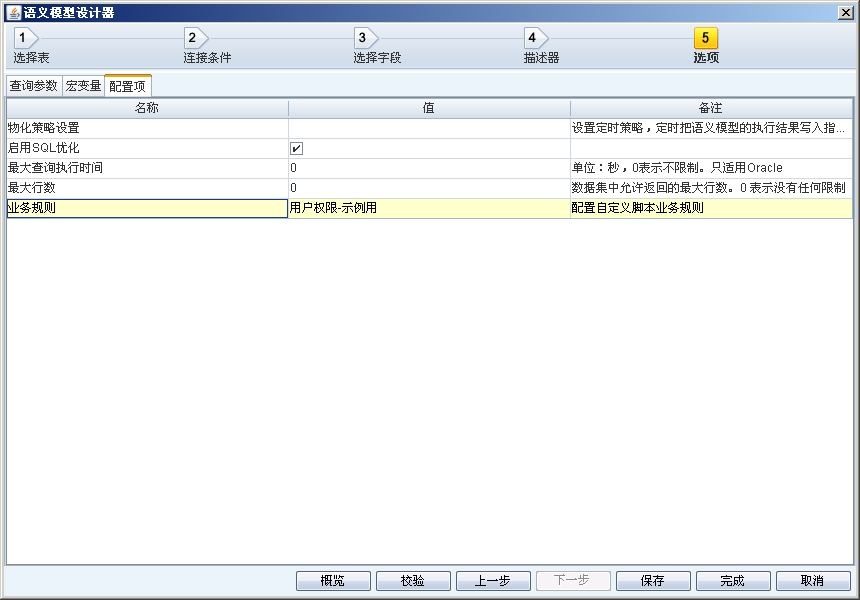 语义模型设计器
1 2 3 4 5
选择表 连接条件 选择字段 描述器 选项
查询参数 宏变量 配置项
名称 值 备注
物化策略设置 设置定时策略，定时把语义模型的执行结果写入指...
启用SQL优化
最大查询执行时间 0 单位：秒，0表示不限制。只适用Oracle
最大行数 0 数据集中允许返回的最大行数。0 表示没有任何限制
业务规则 用户权限-示例用 配置自定义脚本业务规则
概览 校验 上一步 下一步 保存 完成 取消